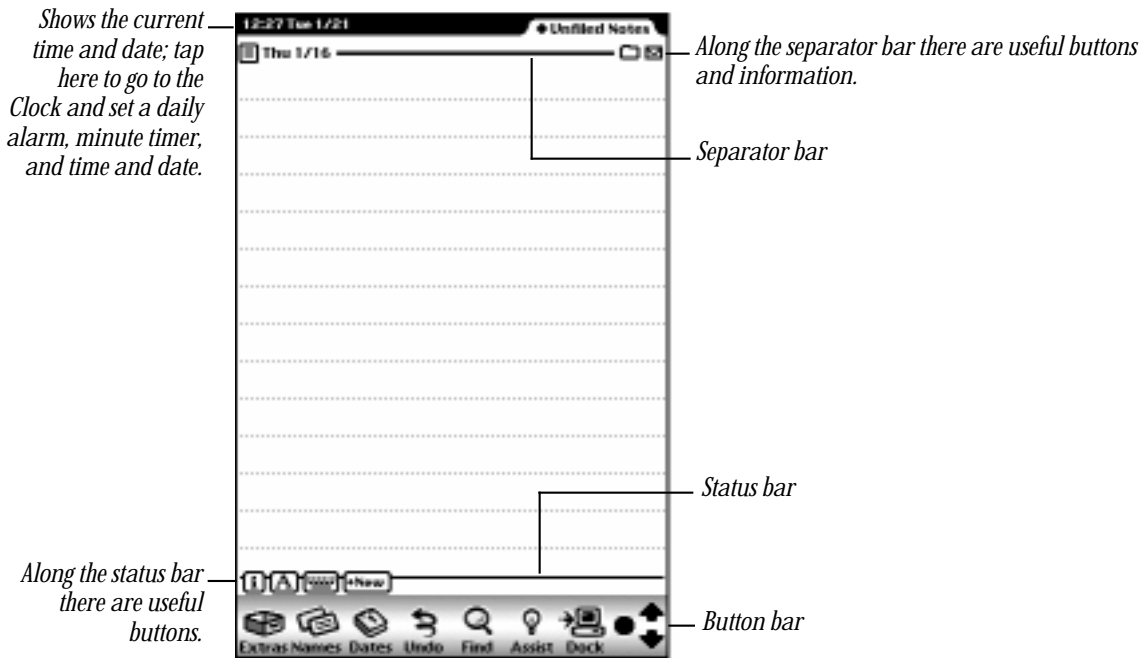 Shows the current
time and date; tap
here to go to the
Clock and set a daily
alarm, minute timer,
and time and date.
12:27 Tue 1/21
Unfiled Notes
Thu 1/16
Along the separator bar there are useful buttons
and information.
Separator bar
Status bar
Along the status bar
there are useful
buttons.
i A New
Extras Names Dates Undo Find Assist Dock
Button bar